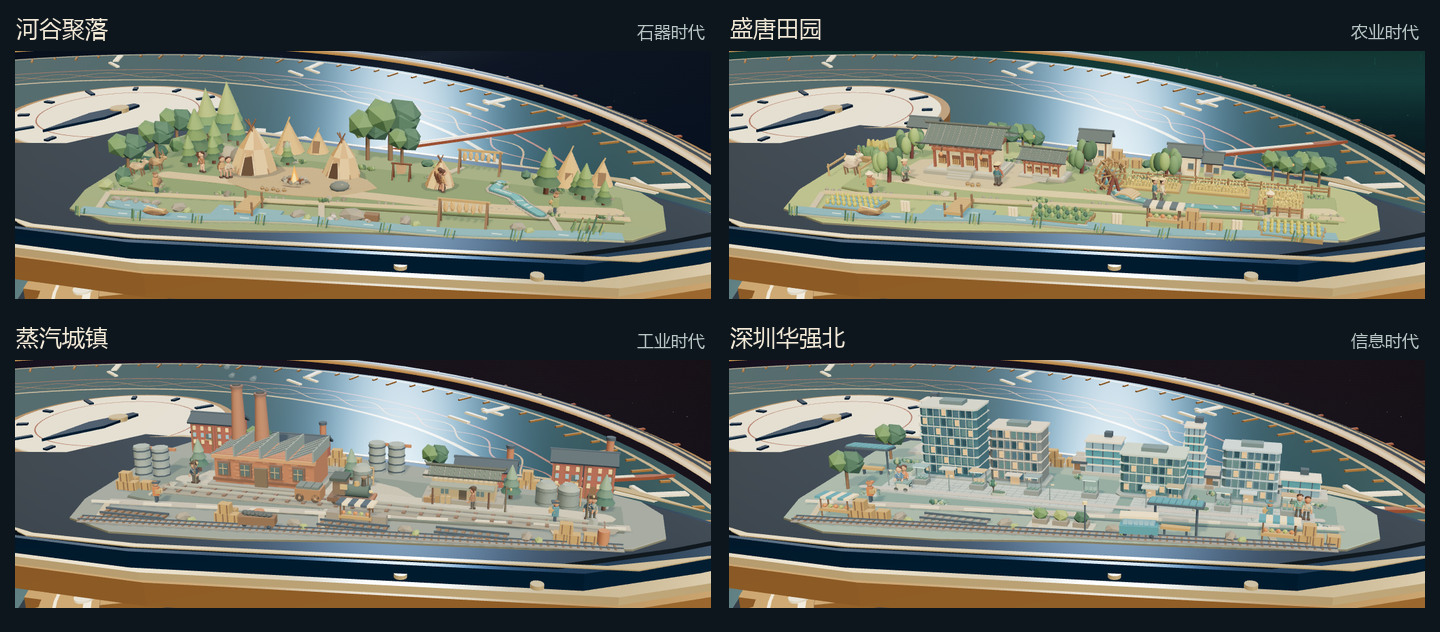 河谷聚落
石器时代
盛唐田园
农业时代
蒸汽城镇
工业时代
深圳华强北
信息时代